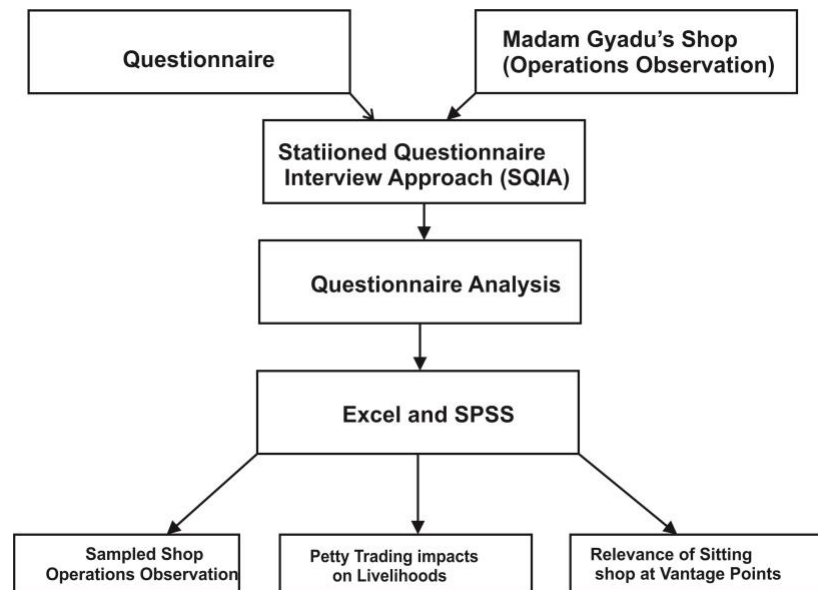 Questionnaire
Madam Gyadu’s Shop
(Operations Observation)
Statiioned Questionnaire
Interview Approach (SQIA)
Questionnaire Analysis
Excel and SPSS
Sampled Shop
Operations Observation
Petty Trading impacts
on Livelihoods
Relevance of Sitting
shop at Vantage Points